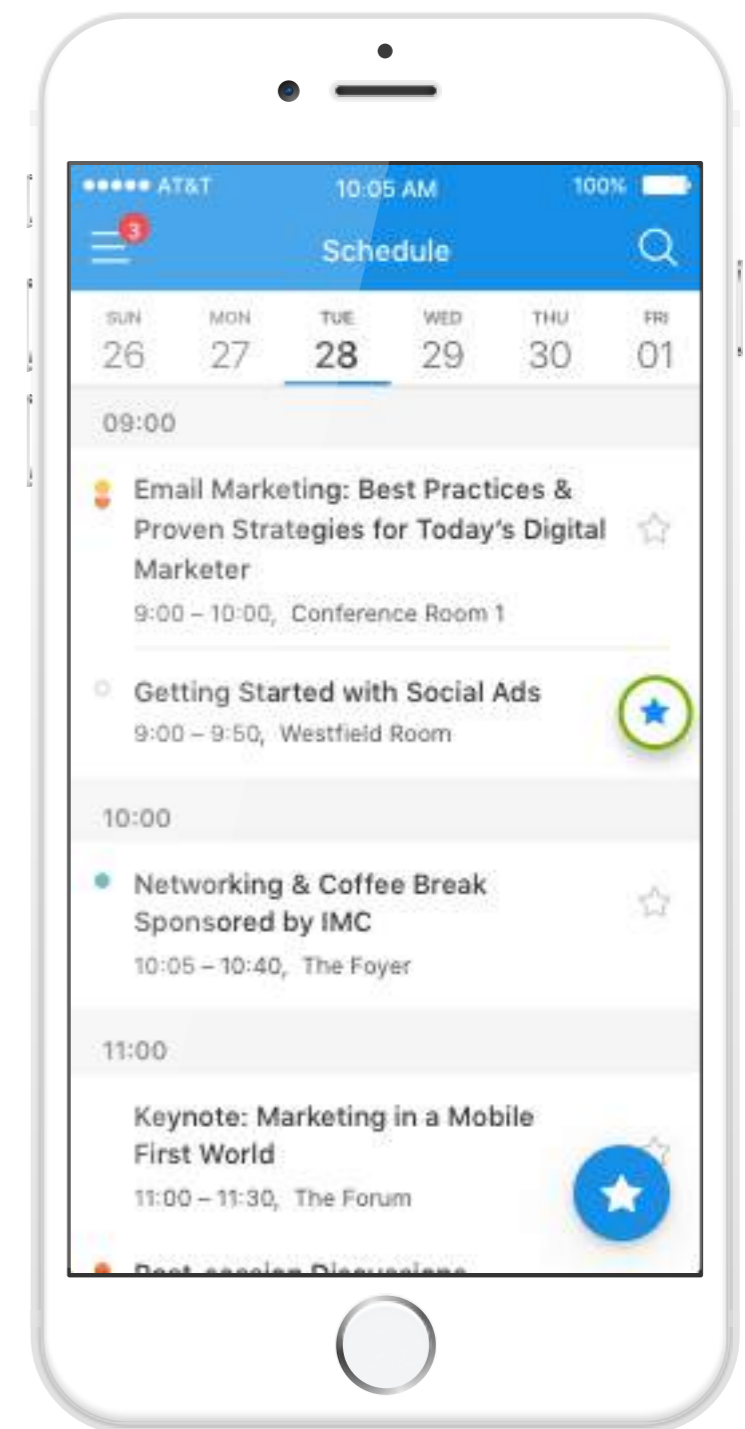 AT&T 10:05 AM 100%
3
Schedule
SUN MON TUE WED THU FRI
26 27 28 29 30 01
09:00
Email Marketing: Best Practices &
Proven Strategies for Today's Digital
Marketer
9:00 – 10:00, Conference Room 1
Getting Started with Social Ads
9:00 – 9:50, Westfield Room
10:00
Networking & Coffee Break
Sponsored by IMC
10:05 – 10:40, The Foyer
11:00
Keynote: Marketing in a Mobile
First World
11:00 – 11:30, The Forum